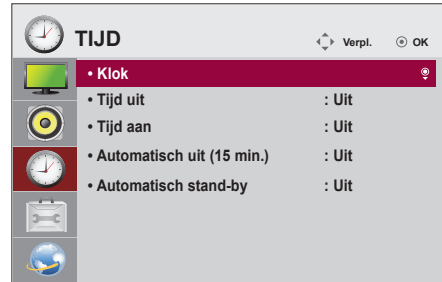 TIJD Verpl. OK
• Klok
• Tijd uit : Uit
• Tijd aan : Uit
• Automatisch uit (15 min.) : Uit
• Automatisch stand-by : Uit